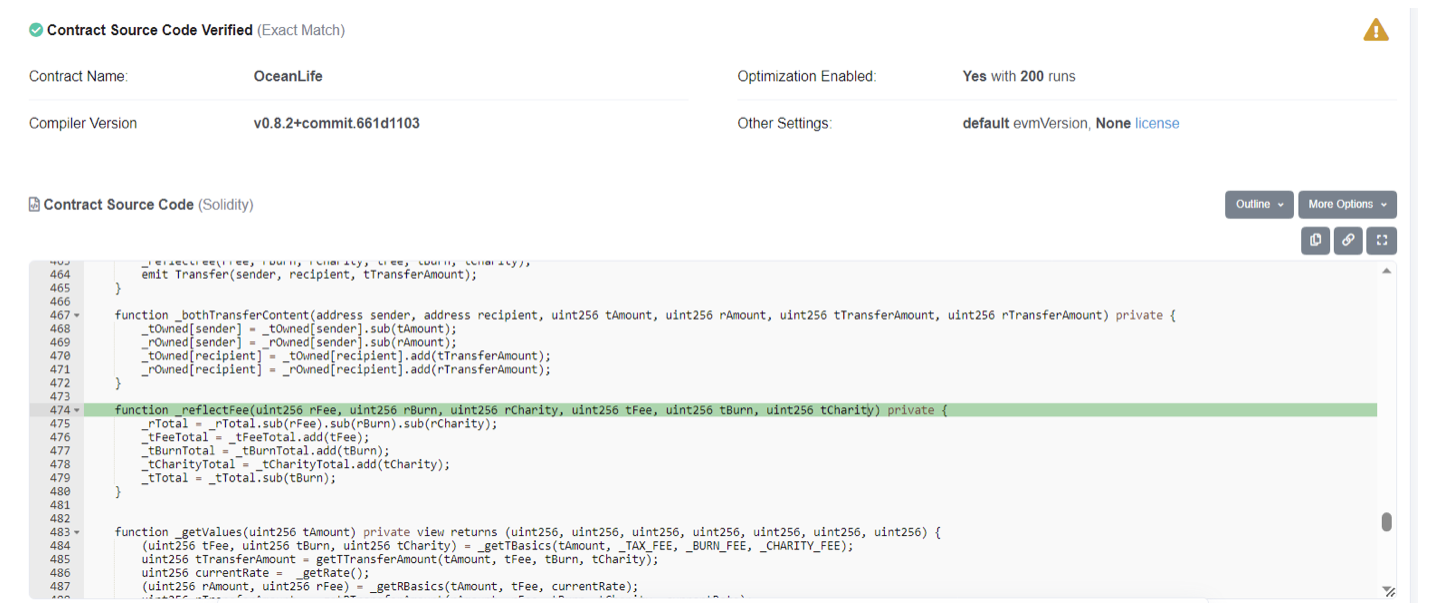 Contract Source Code Verified (Exact Match)
Contract Name: OceanLife Optimization Enabled: Yes with 200 runs
Compiler Version v0.8.2+commit.661d1103 Other Settings: default evmVersion, None license
Contract Source Code (Solidity) Outline More Options
464 emit Transfer(sender, recipient, tTransferAmount);
465 }
466
467 function _bothTransferContent(address sender, address recipient, uint256 tAmount, uint256 rAmount, uint256 tTransferAmount, uint256 rTransferAmount) private {
468 _tOwned[sender] = _tOwned[sender].sub(tAmount);
469 _rOwned[sender] = _rOwned[sender].sub(rAmount);
470 _tOwned[recipient] = _tOwned[recipient].add(tTransferAmount);
471 _rOwned[recipient] = _rOwned[recipient].add(rTransferAmount);
472 }
473
474 function _reflectFee(uint256 rFee, uint256 rBurn, uint256 rCharity, uint256 tFee, uint256 tBurn, uint256 tCharity) private {
475 _rTotal = _rTotal.sub(rFee).sub(rBurn).sub(rCharity);
476 _tFeeTotal = _tFeeTotal.add(tFee);
477 _tBurnTotal = _tBurnTotal.add(tBurn);
478 _tCharityTotal = _tCharityTotal.add(tCharity);
479 _tTotal = _tTotal.sub(tBurn);
480 }
481
482
483 function _getValues(uint256 tAmount) private view returns (uint256, uint256, uint256, uint256, uint256, uint256, uint256) {
484 (uint256 tFee, uint256 tBurn, uint256 tCharity) = _getTBasics(tAmount, _TAX_FEE, _BURN_FEE, _CHARITY_FEE);
485 uint256 tTransferAmount = getTTransferAmount(tAmount, tFee, tBurn, tCharity);
486 uint256 currentRate = _getRate();
487 (uint256 rAmount, uint256 rFee) = _getRBasics(tAmount, tFee, currentRate);